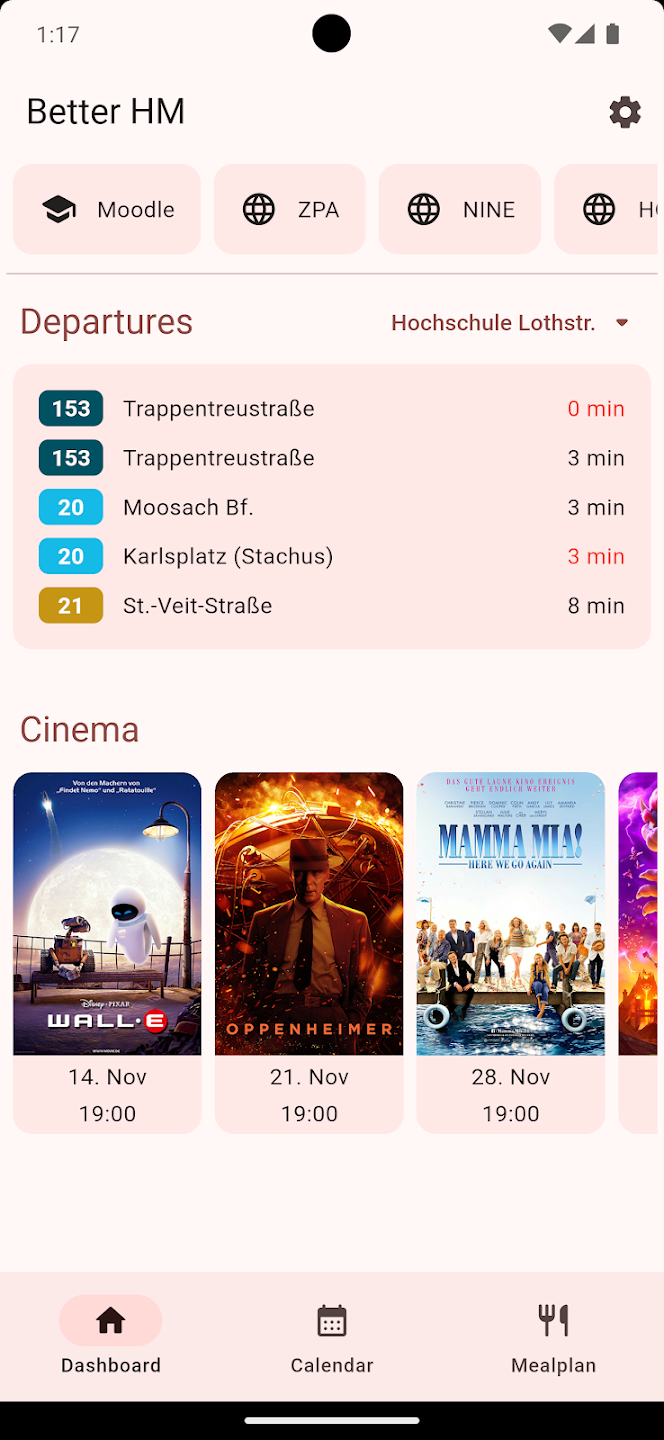 1:17
Better HM
Moodle
ZPA
NINE
Departures
Hochschule Lothstr.
153 Trappentreustraße 0 min
153 Trappentreustraße 3 min
20 Moosach Bf. 3 min
20 Karlsplatz (Stachus) 3 min
21 St.-Veit-Straße 8 min
Cinema
Von den Machern von
„Findet Nemo“ und „Ratatouille“
DISNEY·PIXAR
WALL·E
14. Nov
19:00
OPPENHEIMER
21. Nov
19:00
DAS GUTE LAUNE KINO EREIGNIS
GEHT ENDLICH WEITER
MAMMA MIA!
HERE WE GO AGAIN
28. Nov
19:00
Dashboard
Calendar
Mealplan